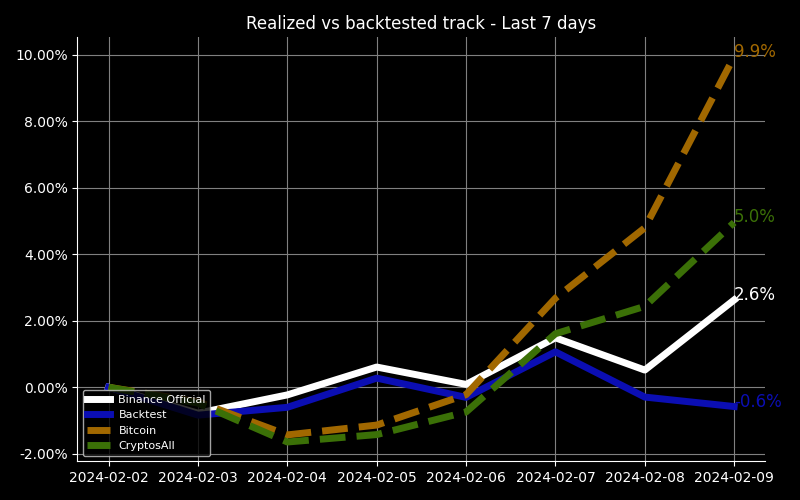 Realized vs backtested track - Last 7 days
10.00%
8.00%
6.00%
4.00%
2.00%
0.00%
-2.00%
9.9%
5.0%
2.6%
-0.6%
Binance Official
Backtest
Bitcoin
CryptosAll
2024-02-02 2024-02-03 2024-02-04 2024-02-05 2024-02-06 2024-02-07 2024-02-08 2024-02-09